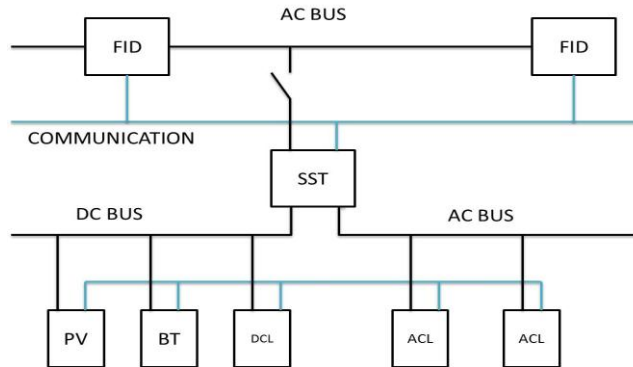 AC BUS
FID
FID
COMMUNICATION
SST
DC BUS
AC BUS
PV
BT
DCL
ACL
ACL